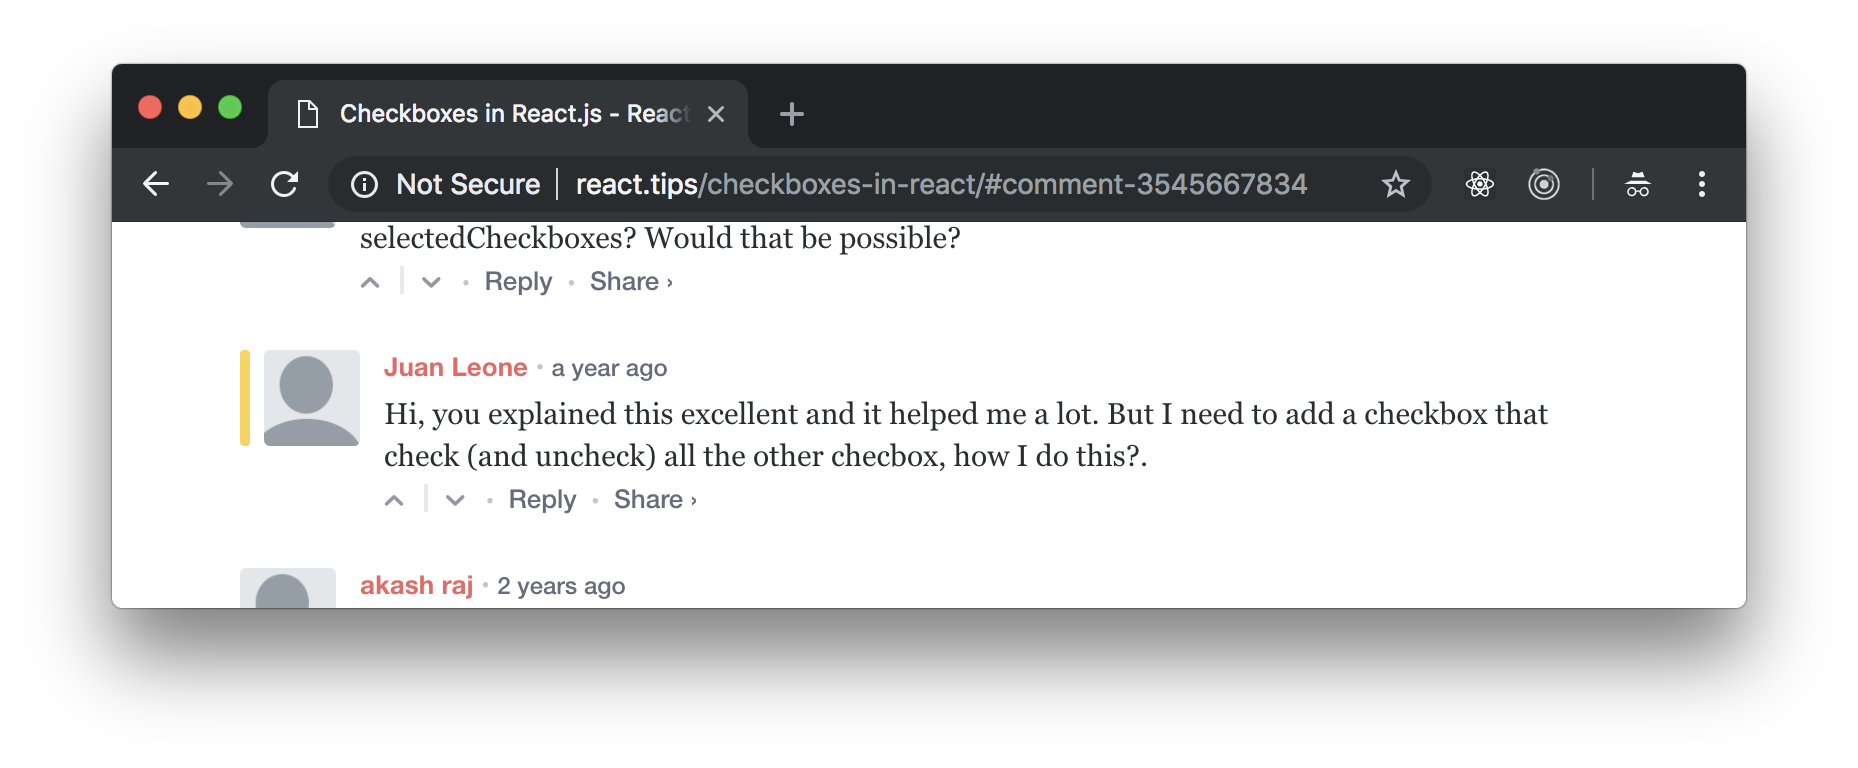 Checkboxes in React.js - React
Not Secure | react.tips/checkboxes-in-react/#comment-3545667834
selectedCheckboxes? Would that be possible?
Reply • Share ›
Juan Leone • a year ago
Hi, you explained this excellent and it helped me a lot. But I need to add a checkbox that
check (and uncheck) all the other checbox, how I do this?.
Reply • Share ›
akash raj • 2 years ago